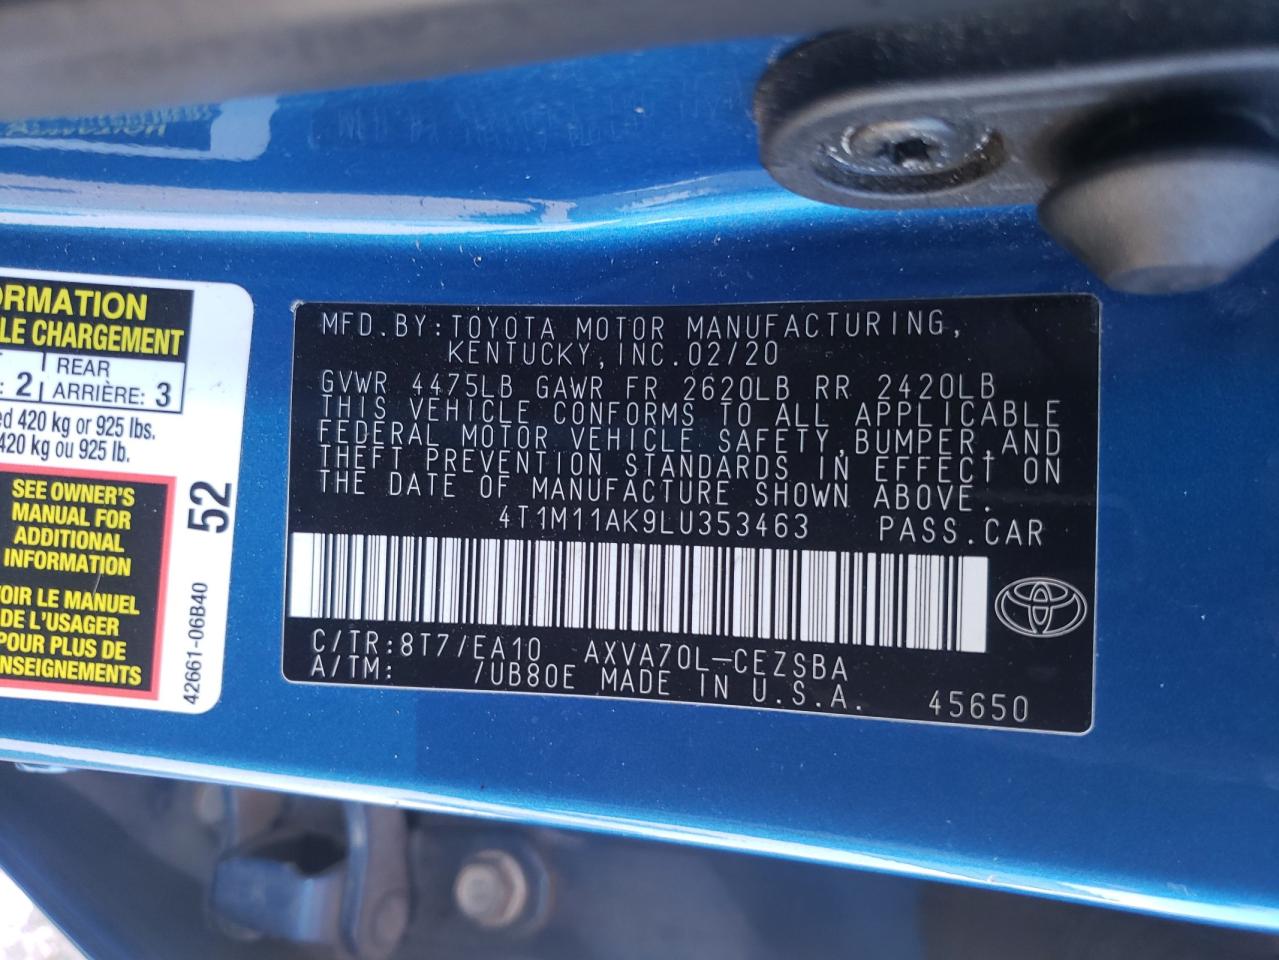 ORMATION
LE CHARGEMENT
: 2
REAR
ARRIÈRE: 3
ed 420 kg or 925 lbs.
420 kg ou 925 lb.
SEE OWNER'S
MANUAL FOR
ADDITIONAL
INFORMATION
OIR LE MANUEL
DE L'USAGER
POUR PLUS DE
NSEIGNEMENTS
52
42661-06B40
MFD.BY:TOYOTA MOTOR MANUFACTURING,
KENTUCKY,INC.02/20
GVWR 4475LB GAWR FR 2620LB RR 2420LB
THIS VEHICLE CONFORMS TO ALL APPLICABLE
FEDERAL MOTOR VEHICLE SAFETY,BUMPER,AND
THEFT PREVENTION STANDARDS IN EFFECT ON
THE DATE OF MANUFACTURE SHOWN ABOVE.
4T1M11AK9LU353463 PASS.CAR
C/TR:8T7/EA10 AXVA70L-CEZSBA
A/TM: 7UB80E MADE IN U.S.A.
45650